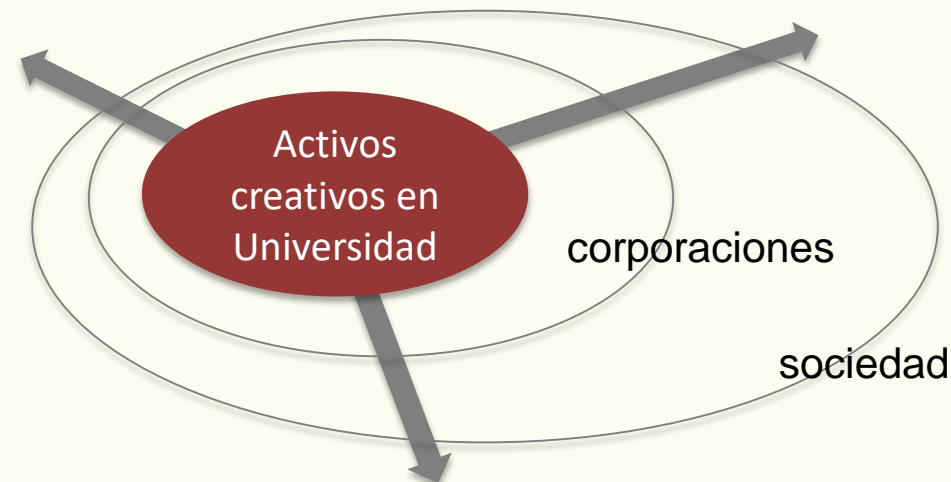 Activos
creativos en
Universidad
corporaciones
sociedad